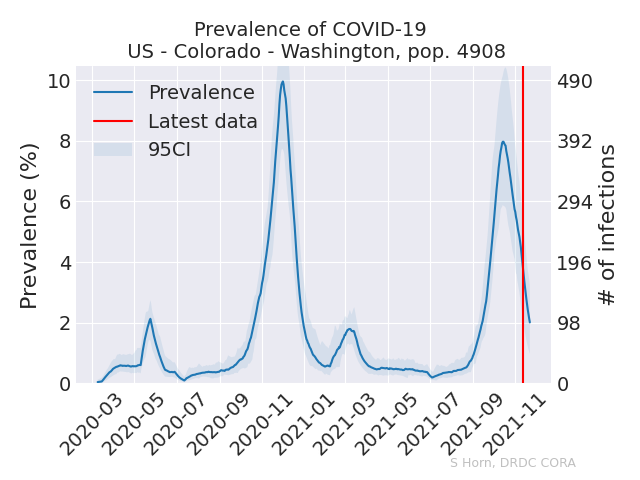 Prevalence of COVID-19
US - Colorado - Washington, pop. 4908
Prevalence
Latest data
95CI
Prevalence (%)
10
8
6
4
2
0
490
392
294
196
98
0
# of infections
2020-03
2020-05
2020-07
2020-09
2020-11
2021-01
2021-03
2021-05
2021-07
2021-09
2021-11
S Horn, DRDC CORA